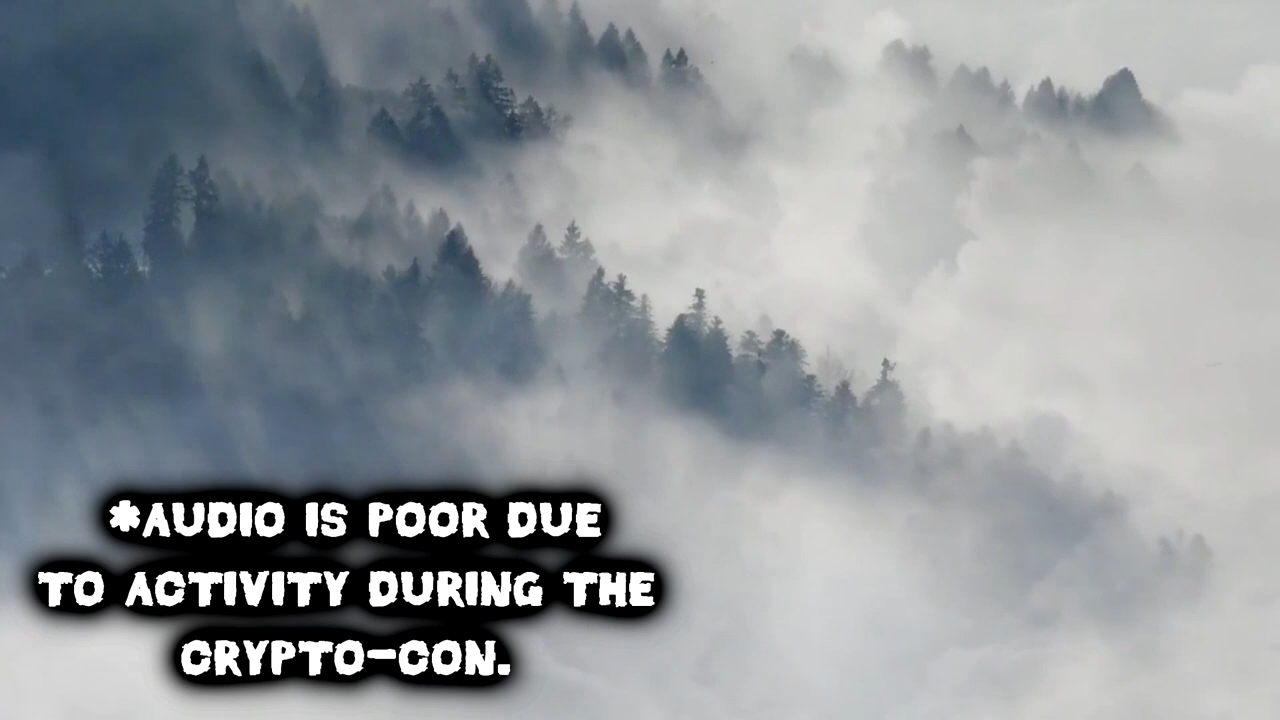 *AUDIO IS POOR DUE
TO ACTIVITY DURING THE
CRYPTO-CON.